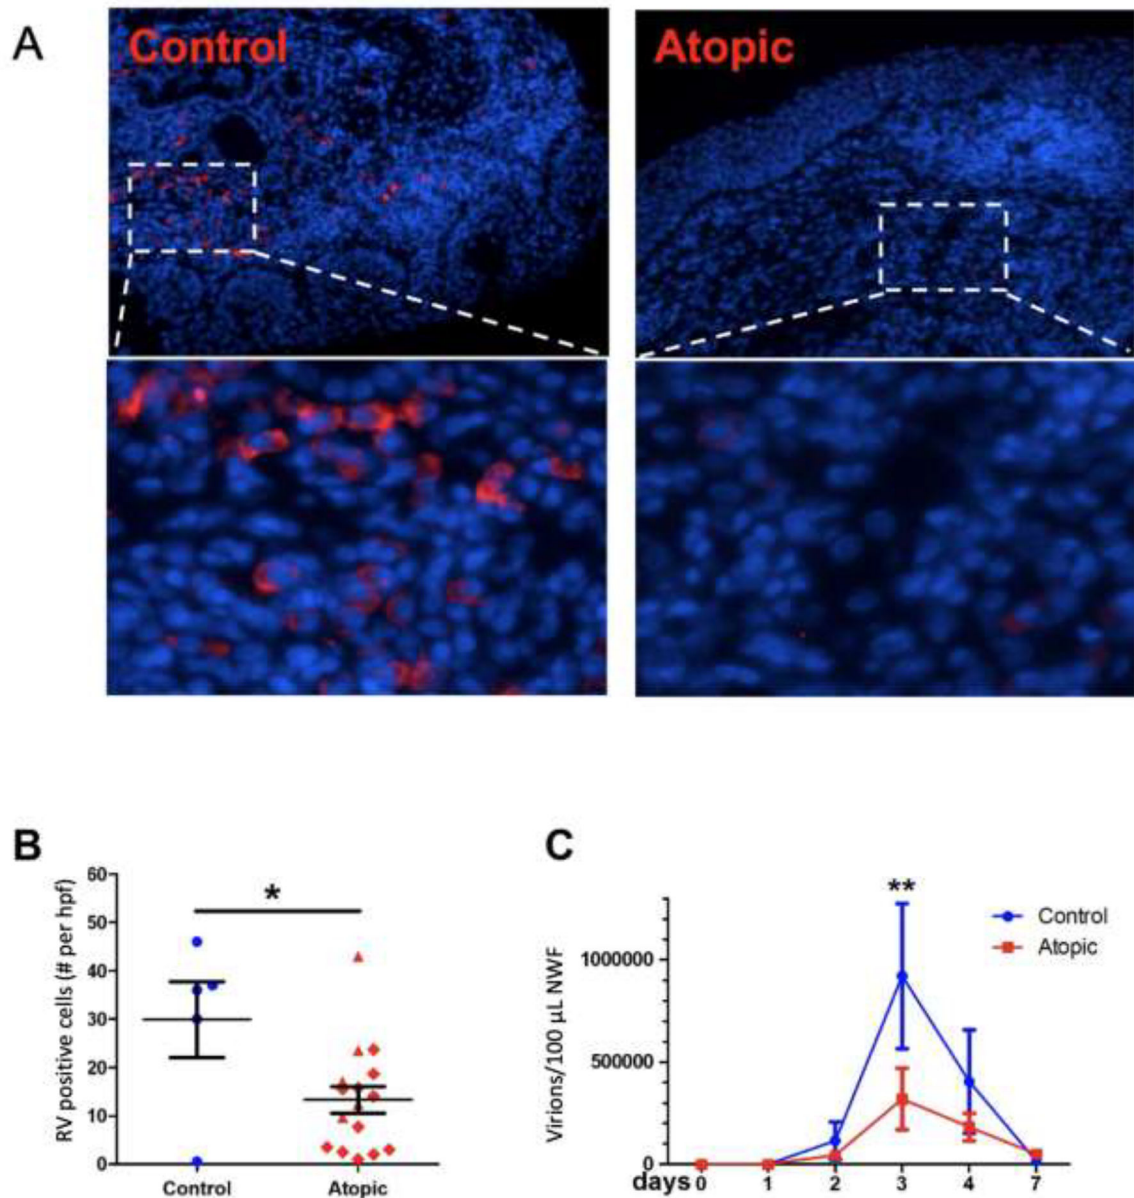 A
Control
Atopic
B
RV positive cells (# per hpf)
60
50
40
30
20
10
0
*
Control
Atopic
C
Virions/100 µL NWF
1000000
500000
0
**
Control
Atopic
days 0 1 2 3 4 7